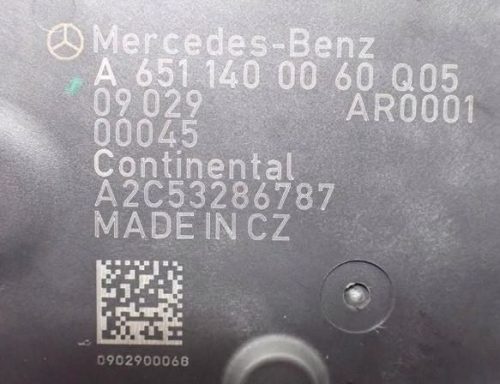 Mercedes-Benz
A 651 140 00 60 Q05
09 029 AR0001
00045
Continental
A2C53286787
MADE IN CZ
0902900068